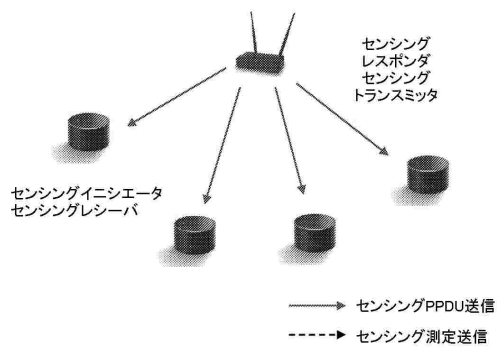 センシング
レスポンダ
センシング
トランスミッタ
センシングイニシエータ
センシングレシーバ
センシングPPDU送信
センシング測定送信